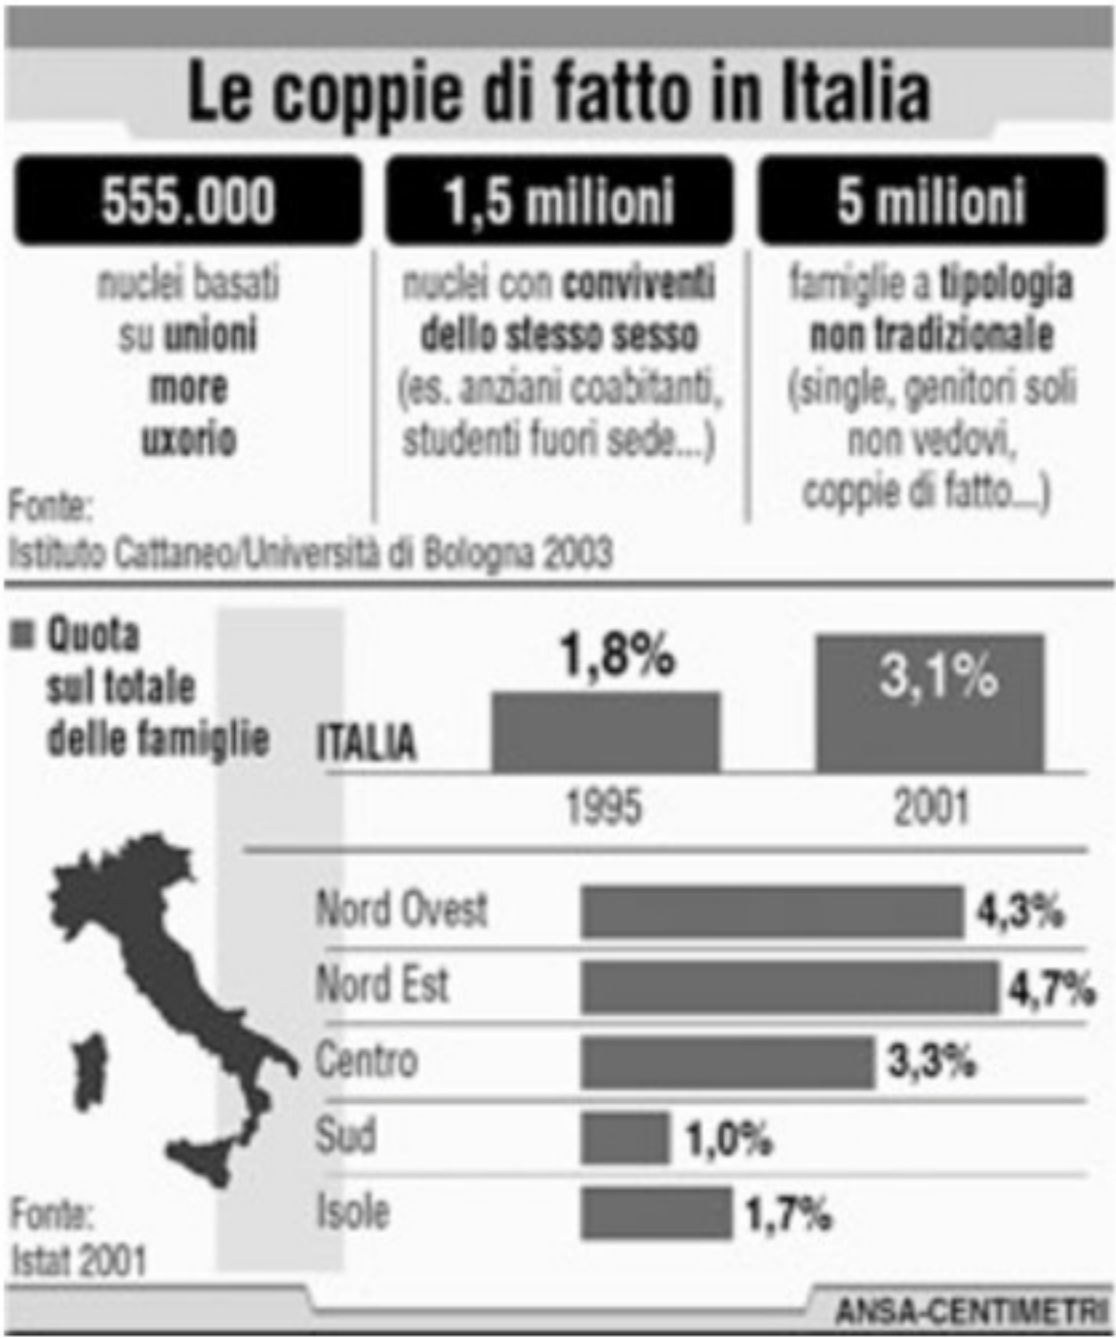 Le coppie di fatto in Italia
555.000
nuclei basati
su unioni
more
uxorio
1,5 milioni
nuclei con conviventi
dello stesso sesso
(es. anziani coabitanti,
studenti fuori sede...)
5 milioni
famiglie a tipologia
non tradizionale
(single, genitori soli
non vedovi,
coppie di fatto...)
Fonte:
Istituto Cattaneo/Università di Bologna 2003
Quota
sul totale
delle famiglie
ITALIA
1,8%
3,1%
1995
2001
Nord Ovest 4,3%
Nord Est 4,7%
Centro 3,3%
Sud 1,0%
Isole 1,7%
Fonte:
Istat 2001
ANSA-CENTIMETRI